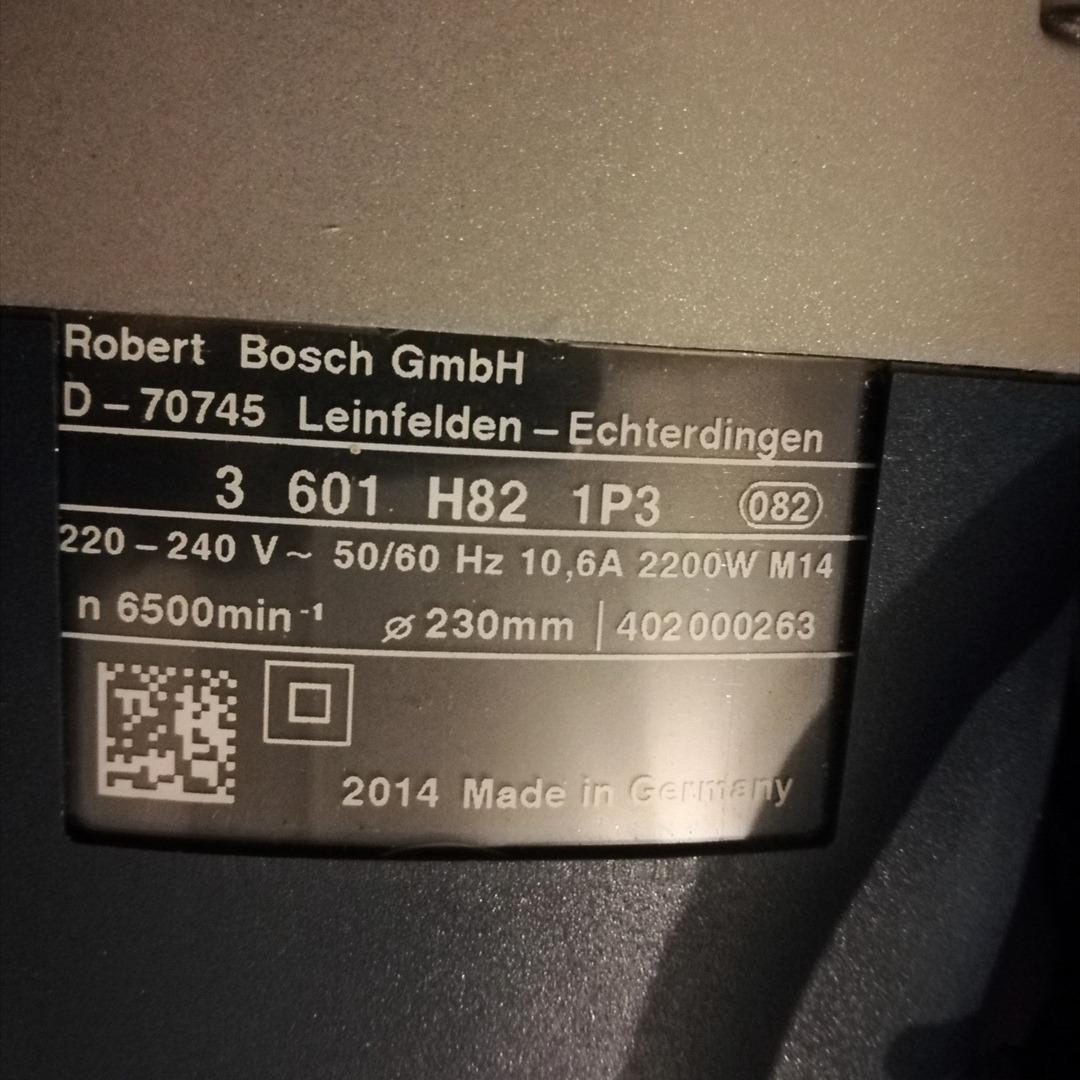 Robert Bosch GmbH
D – 70745 Leinfelden – Echterdingen
3 601 H82 1P3 082
220 – 240 V ~ 50/60 Hz 10,6A 2200W M14
n 6500min⁻¹ ⌀ 230mm | 402000263
2014 Made in Germany